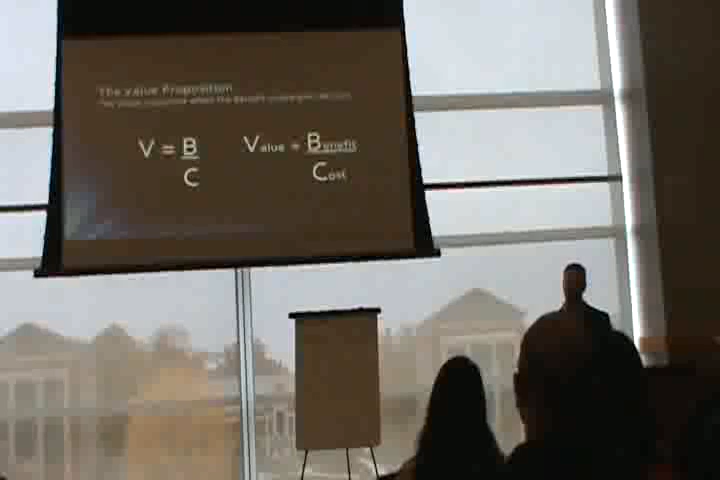 The Value Proposition
V = B
C
Value = Benefit
Cost